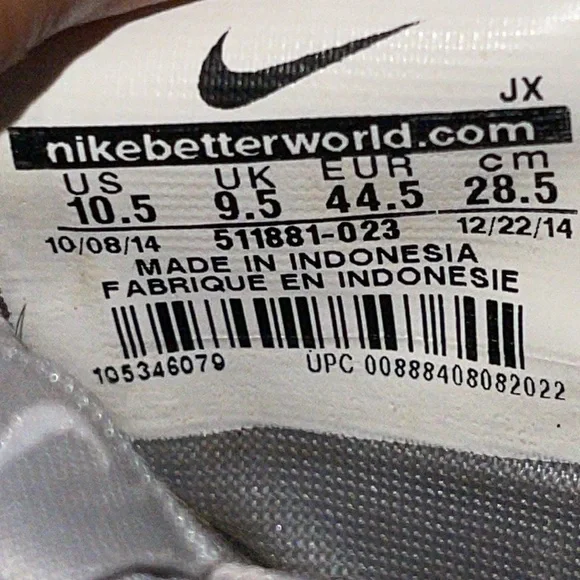 JX
nikebetterworld.com
US UK EUR cm
10.5 9.5 44.5 28.5
10/08/14 511881-023 12/22/14
MADE IN INDONESIA
FABRIQUE EN INDONESIE
105346079 UPC 00888408082022